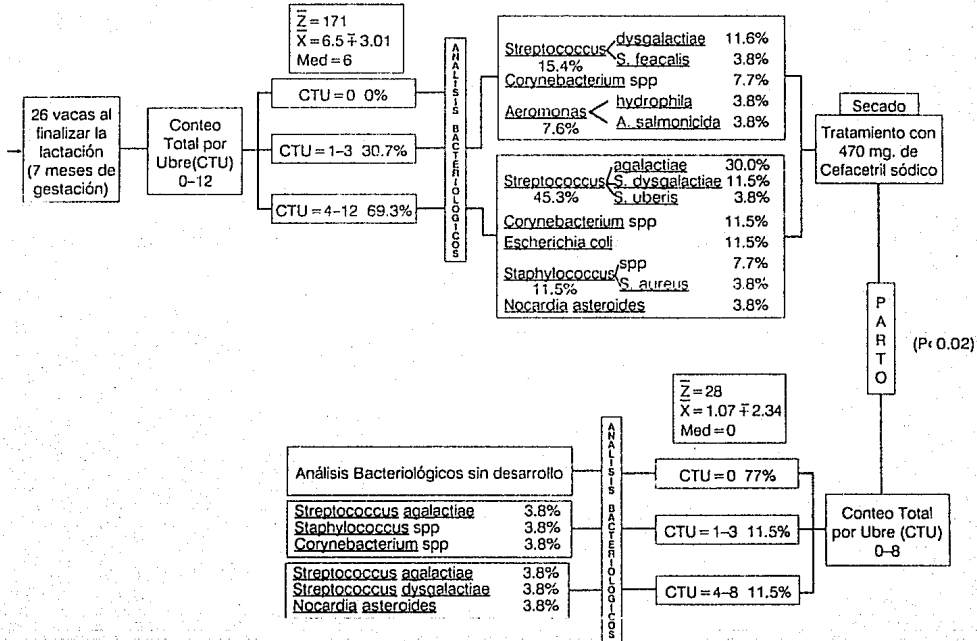 Z = 171
X = 6.5 ∓ 3.01
Med = 6
26 vacas al
finalizar la
lactación
(7 meses de
gestación)
Conteo
Total por
Ubre(CTU)
0–12
CTU = 0 0%
CTU = 1–3 30.7%
CTU = 4–12 69.3%
ANALISIS BACTERIOLOGICOS
Streptococcus 15.4%
dysgalactiae 11.6%
S. feacalis 3.8%
Corynebacterium spp 7.7%
Aeromonas 7.6%
hydrophila 3.8%
A. salmonicida 3.8%
Streptococcus 45.3%
agalactiae 30.0%
S. dysgalactiae 11.5%
S. uberis 3.8%
Corynebacterium spp 11.5%
Escherichia coli 11.5%
Staphylococcus 11.5%
spp 7.7%
S. aureus 3.8%
Nocardia asteroides 3.8%
Secado
Tratamiento con
470 mg. de
Cefacetril sódico
PARTO
(P<0.02)
Conteo Total
por Ubre (CTU)
0–8
Z = 28
X = 1.07 ∓ 2.34
Med = 0
CTU = 0 77%
CTU = 1–3 11.5%
CTU = 4–8 11.5%
ANALISIS BACTERIOLOGICOS
Análisis Bacteriológicos sin desarrollo
Streptococcus agalactiae 3.8%
Staphylococcus spp 3.8%
Corynebacterium spp 3.8%
Streptococcus agalactiae 3.8%
Streptococcus dysgalactiae 3.8%
Nocardia asteroides 3.8%